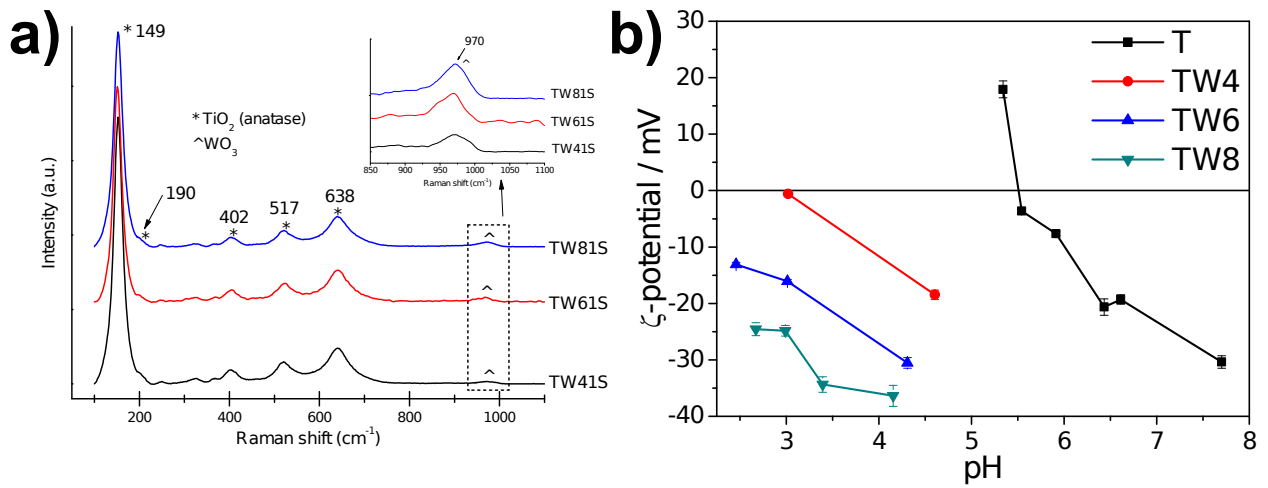 a)
* 149
* TiO2 (anatase)
^WO3
190
*
402
*
517
*
638
*
^
TW81S
^
TW61S
^
TW41S
Intensity (a.u.)
200
400
600
800
1000
Raman shift (cm-1)
970
^
TW81S
TW61S
TW41S
850
900
950
1000
1050
1100
Raman shift (cm-1)
b)
T
TW4
TW6
TW8
ζ-potential / mV
30
20
10
0
-10
-20
-30
-40
3
4
5
6
7
8
pH